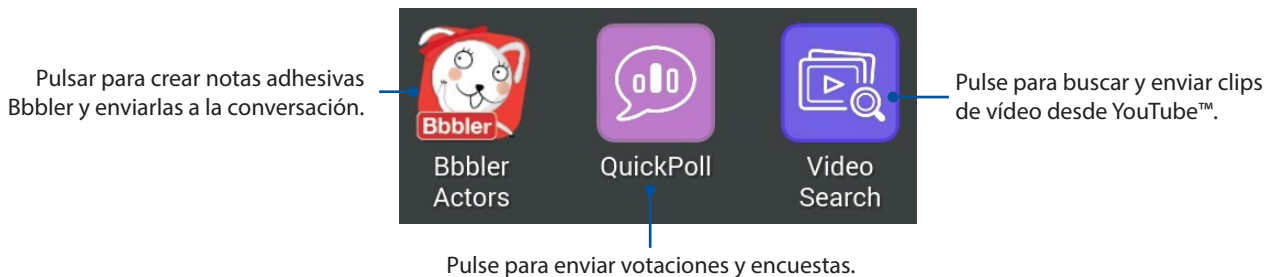 Pulsar para crear notas adhesivas
Bbbler y enviarlas a la conversación.
Bbbler
Bbbler
Actors
QuickPoll
Video
Search
Pulse para buscar y enviar clips
de vídeo desde YouTube™.
Pulse para enviar votaciones y encuestas.